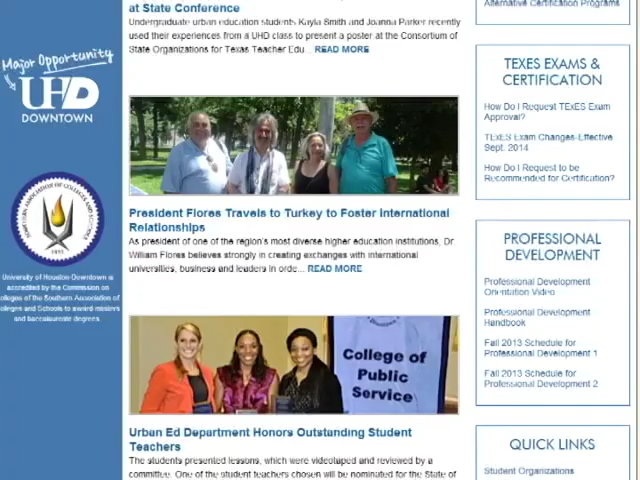 Major Opportunity
UHD
DOWNTOWN
University of Houston-Downtown is
accredited by the Commission on
Colleges of the Southern Association of
Colleges and Schools to award masters
and baccalaureate degrees.
at State Conference
Undergraduate urban education students Kayla Smith and Joanna Parker recently
used their experiences from a UHD class to present a poster at the Consortium of
State Organizations for Texas Teacher Edu... READ MORE
President Flores Travels to Turkey to Foster International
Relationships
As president of one of the region's most diverse higher education institutions, Dr.
William Flores believes strongly in creating exchanges with international
universities, business and leaders in orde... READ MORE
College of
Public
Service
Urban Ed Department Honors Outstanding Student
Teachers
The students presented lessons, which were videotaped and reviewed by a
committee. One of the student teachers chosen will be nominated for the State of
Alternative Certification Programs
TEXES EXAMS &
CERTIFICATION
How Do I Request TExES Exam
Approval?
TExES Exam Changes-Effective
Sept. 2014
How Do I Request to be
Recommended for Certification?
PROFESSIONAL
DEVELOPMENT
Professional Development
Orientation Video
Professional Development
Handbook
Fall 2013 Schedule for
Professional Development 1
Fall 2013 Schedule for
Professional Development 2
QUICK LINKS
Student Organizations